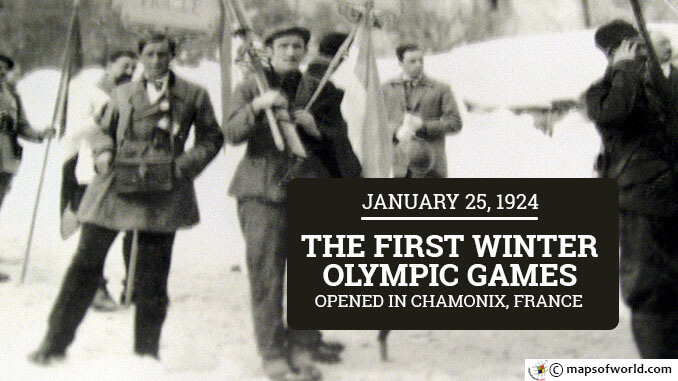 JANUARY 25, 1924
THE FIRST WINTER
OLYMPIC GAMES
OPENED IN CHAMONIX, FRANCE
© mapsofworld.com